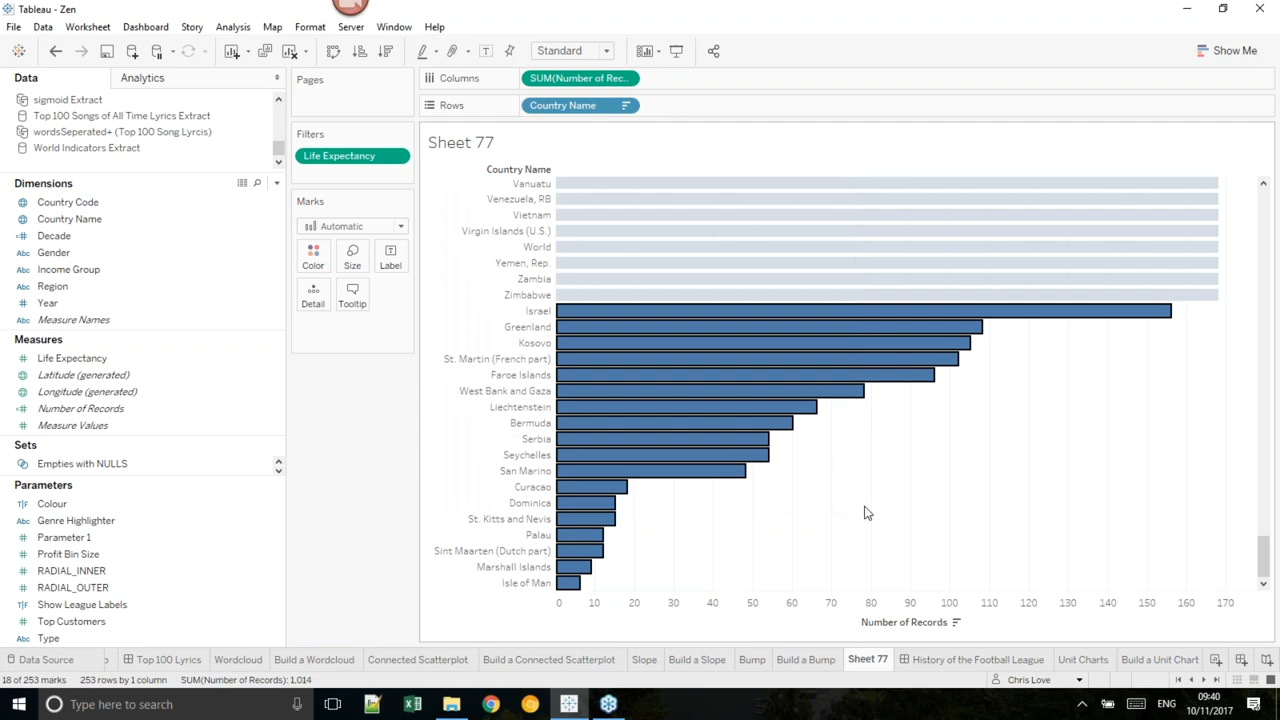 Tableau - Zen
File Data Worksheet Dashboard Story Analysis Map Format Server Window Help
Standard
Show Me
Data Analytics
sigmoid Extract
Top 100 Songs of All Time Lyrics Extract
wordsSeperated+ (Top 100 Song Lyrcis)
World Indicators Extract
Dimensions
Country Code
Country Name
Decade
Abc Gender
Abc Income Group
Abc Region
Year
Abc Measure Names
Measures
Life Expectancy
Latitude (generated)
Longitude (generated)
Number of Records
Measure Values
Sets
Empties with NULLS
Parameters
T|F Colour
Abc Genre Highlighter
Parameter 1
Profit Bin Size
RADIAL_INNER
RADIAL_OUTER
T|F Show League Labels
Top Customers
Abc Type
Pages
Filters
Life Expectancy
Marks
Automatic
Color Size Label
Detail Tooltip
Columns SUM(Number of Rec..
Rows Country Name
Sheet 77
Country Name
Vanuatu
Venezuela, RB
Vietnam
Virgin Islands (U.S.)
World
Yemen, Rep.
Zambia
Zimbabwe
Israel
Greenland
Kosovo
St. Martin (French part)
Faroe Islands
West Bank and Gaza
Liechtenstein
Bermuda
Serbia
Seychelles
San Marino
Curacao
Dominica
St. Kitts and Nevis
Palau
Sint Maarten (Dutch part)
Marshall Islands
Isle of Man
0 10 20 30 40 50 60 70 80 90 100 110 120 130 140 150 160 170
Number of Records
Data Source Top 100 Lyrics Wordcloud Build a Wordcloud Connected Scatterplot Build a Connected Scatterplot Slope Build a Slope Bump Build a Bump Sheet 77 History of the Football League Unit Charts Build a Unit Chart
18 of 253 marks 253 rows by 1 column SUM(Number of Records): 1,014 Chris Love
Type here to search
ENG
09:40
10/11/2017